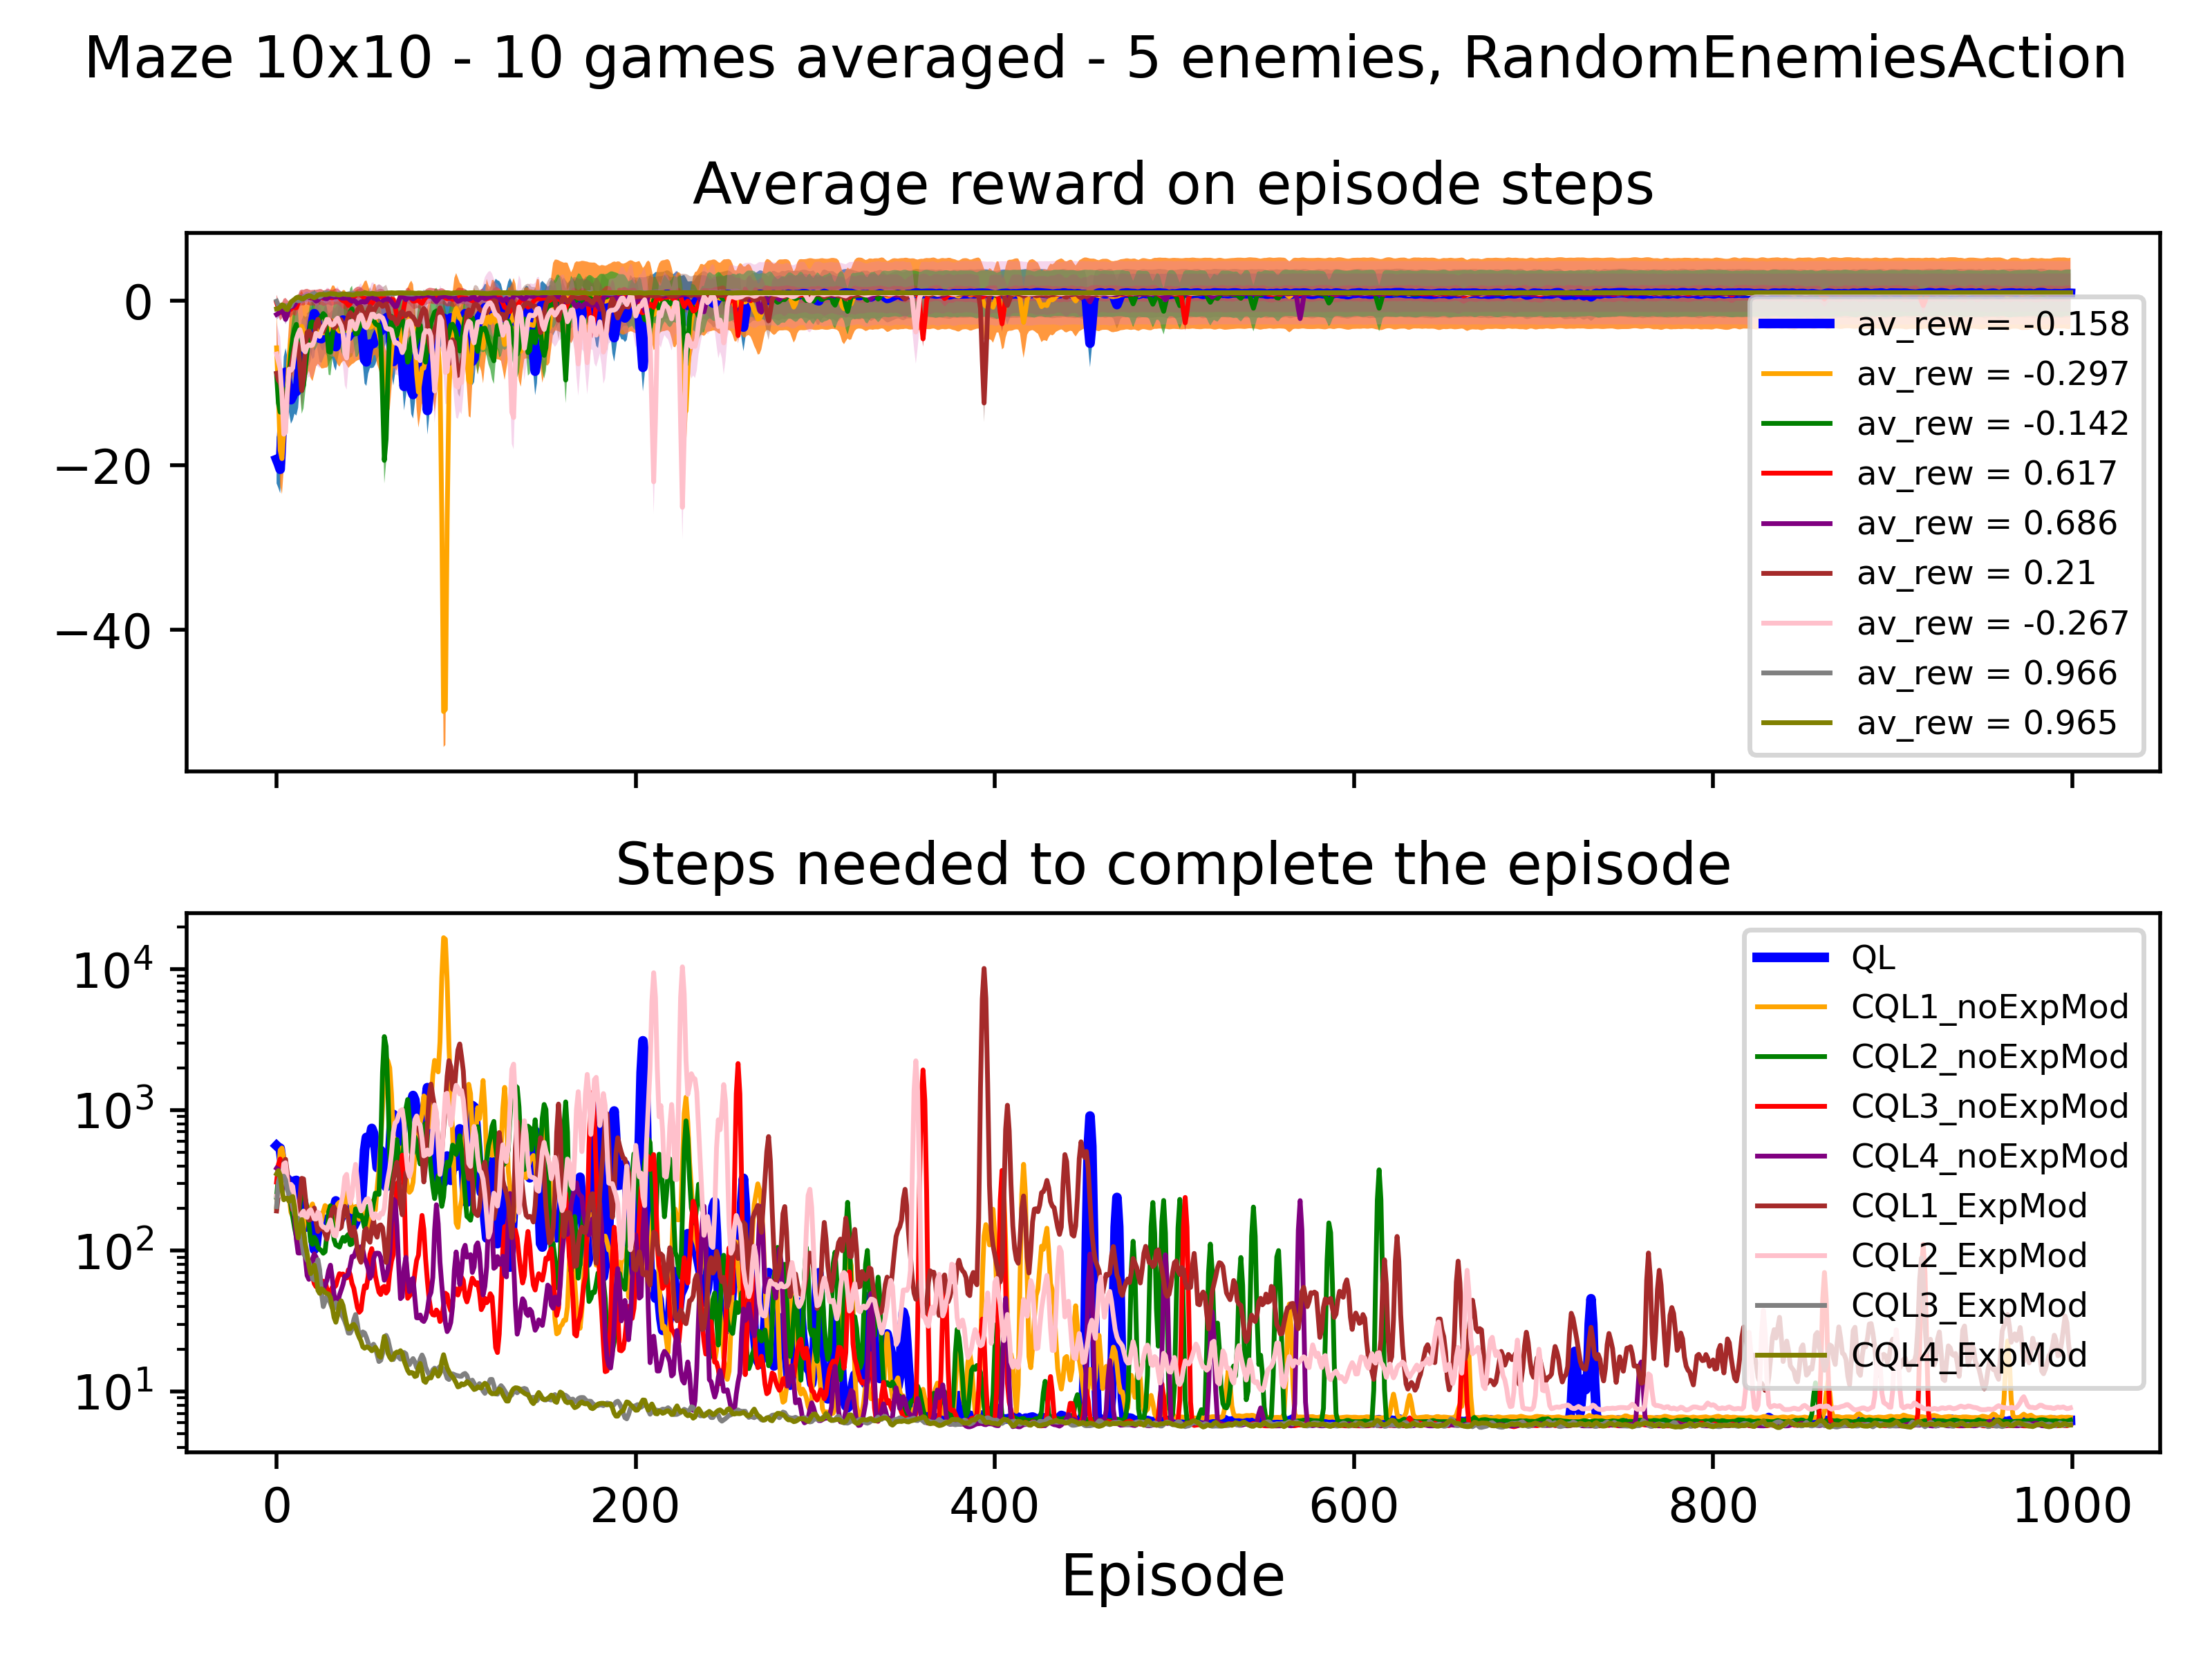 Maze 10x10 - 10 games averaged - 5 enemies, RandomEnemiesAction
Average reward on episode steps
0
−20
−40
av_rew = -0.158
av_rew = -0.297
av_rew = -0.142
av_rew = 0.617
av_rew = 0.686
av_rew = 0.21
av_rew = -0.267
av_rew = 0.966
av_rew = 0.965
Steps needed to complete the episode
10⁴
10³
10²
10¹
QL
CQL1_noExpMod
CQL2_noExpMod
CQL3_noExpMod
CQL4_noExpMod
CQL1_ExpMod
CQL2_ExpMod
CQL3_ExpMod
CQL4_ExpMod
0 200 400 600 800 1000
Episode